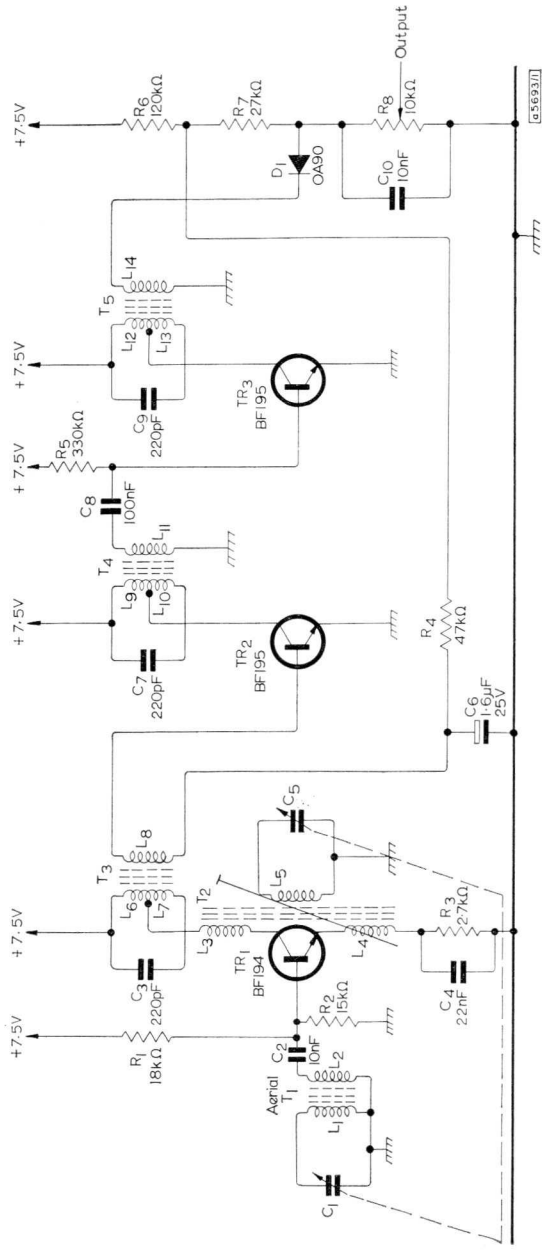 +7.5V
+7.5V
+7.5V
+7.5V
+7.5V
+7.5V
R1
18kΩ
C3
220pF
L6
L7
T3
L8
C7
220pF
L9
L10
T4
L11
C8
100nF
R5
330kΩ
C9
220pF
L12
L13
T5
L14
R6
120kΩ
R7
27kΩ
D1
OA90
C10
10nF
R8
10kΩ
Output
Aerial
T1
L1
L2
C1
C2
10nF
R2
15kΩ
TR1
BF194
L3
T2
L4
L5
C5
C4
22nF
R3
2·7kΩ
TR2
BF195
TR3
BF195
R4
47kΩ
C6
1·6μF
25V
a5693/1